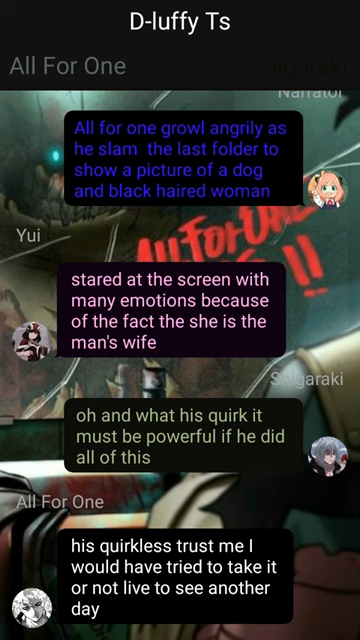 D-luffy Ts
All For One
Shigaraki
Narrator
All for one growl angrily as
he slam the last folder to
show a picture of a dog
and black haired woman
All For One
!!
Yui
stared at the screen with
many emotions because
of the fact the she is the
man's wife
Shigaraki
oh and what his quirk it
must be powerful if he did
all of this
All For One
his quirkless trust me I
would have tried to take it
or not live to see another
day